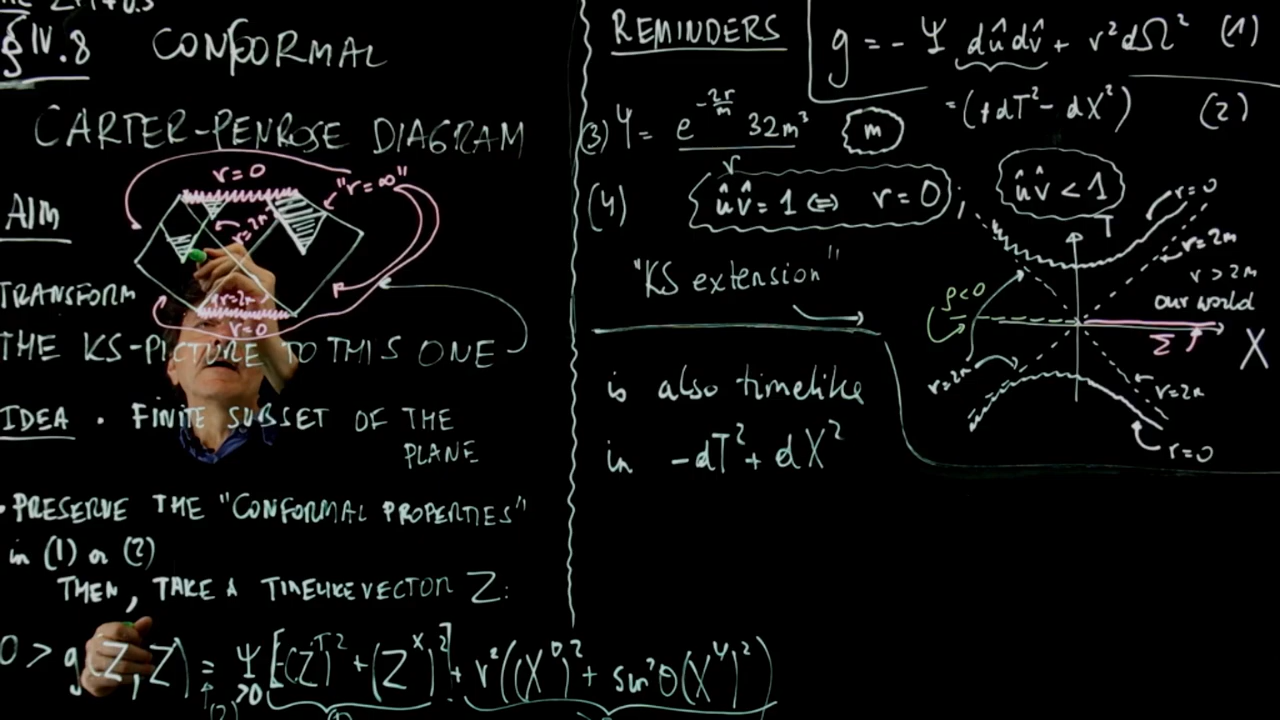 §IV.8 CONFORMAL
CARTER-PENROSE DIAGRAM
r=0
"r=∞"
r=2m
r=2m
r=0
AIM
TRANSFORM
THE KS-PICTURE TO THIS ONE
IDEA . FINITE SUBSET OF THE
PLANE
· PRESERVE THE "CONFORMAL PROPERTIES"
in (1) or (2)
THEN, TAKE A TIMELIKE VECTOR Z:
0 > g(Z,Z) = Ψ [-(Z^T)² + (Z^X)²] + r²((X^θ)² + sin²θ(X^φ)²)
>0
(2)
REMINDERS
g = - Ψ dûdv̂ + r²dΩ² (1)
= (+dT² - dX²) (2)
(3) Ψ = e^{-2r/m} 32m³ / r
m
(4) ûv̂ = 1 ⇔ r = 0 ; ûv̂ < 1
"KS extension"
T
r=0
r=2m
r>2m
our world
ρ<0
Σ
X
r=2m
r=2m
r=0
is also timelike
in -dT² + dX²